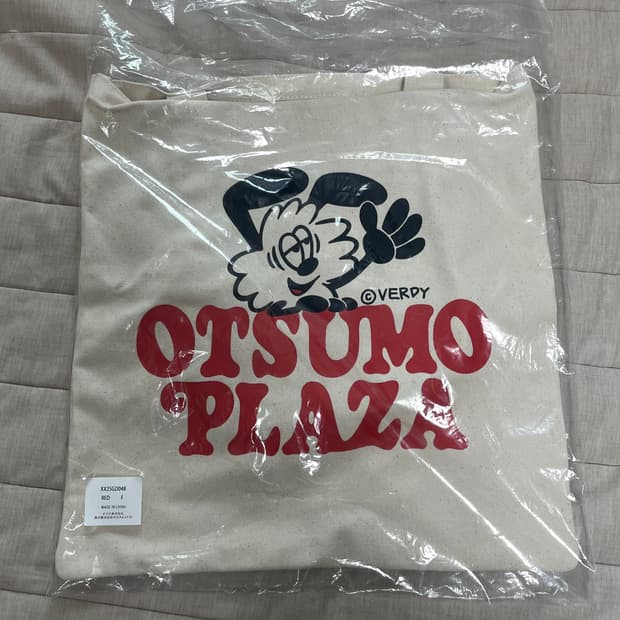 ©VERDY
OTSUMO
PLAZA
XX25GD048
RED F
MADE IN CHINA